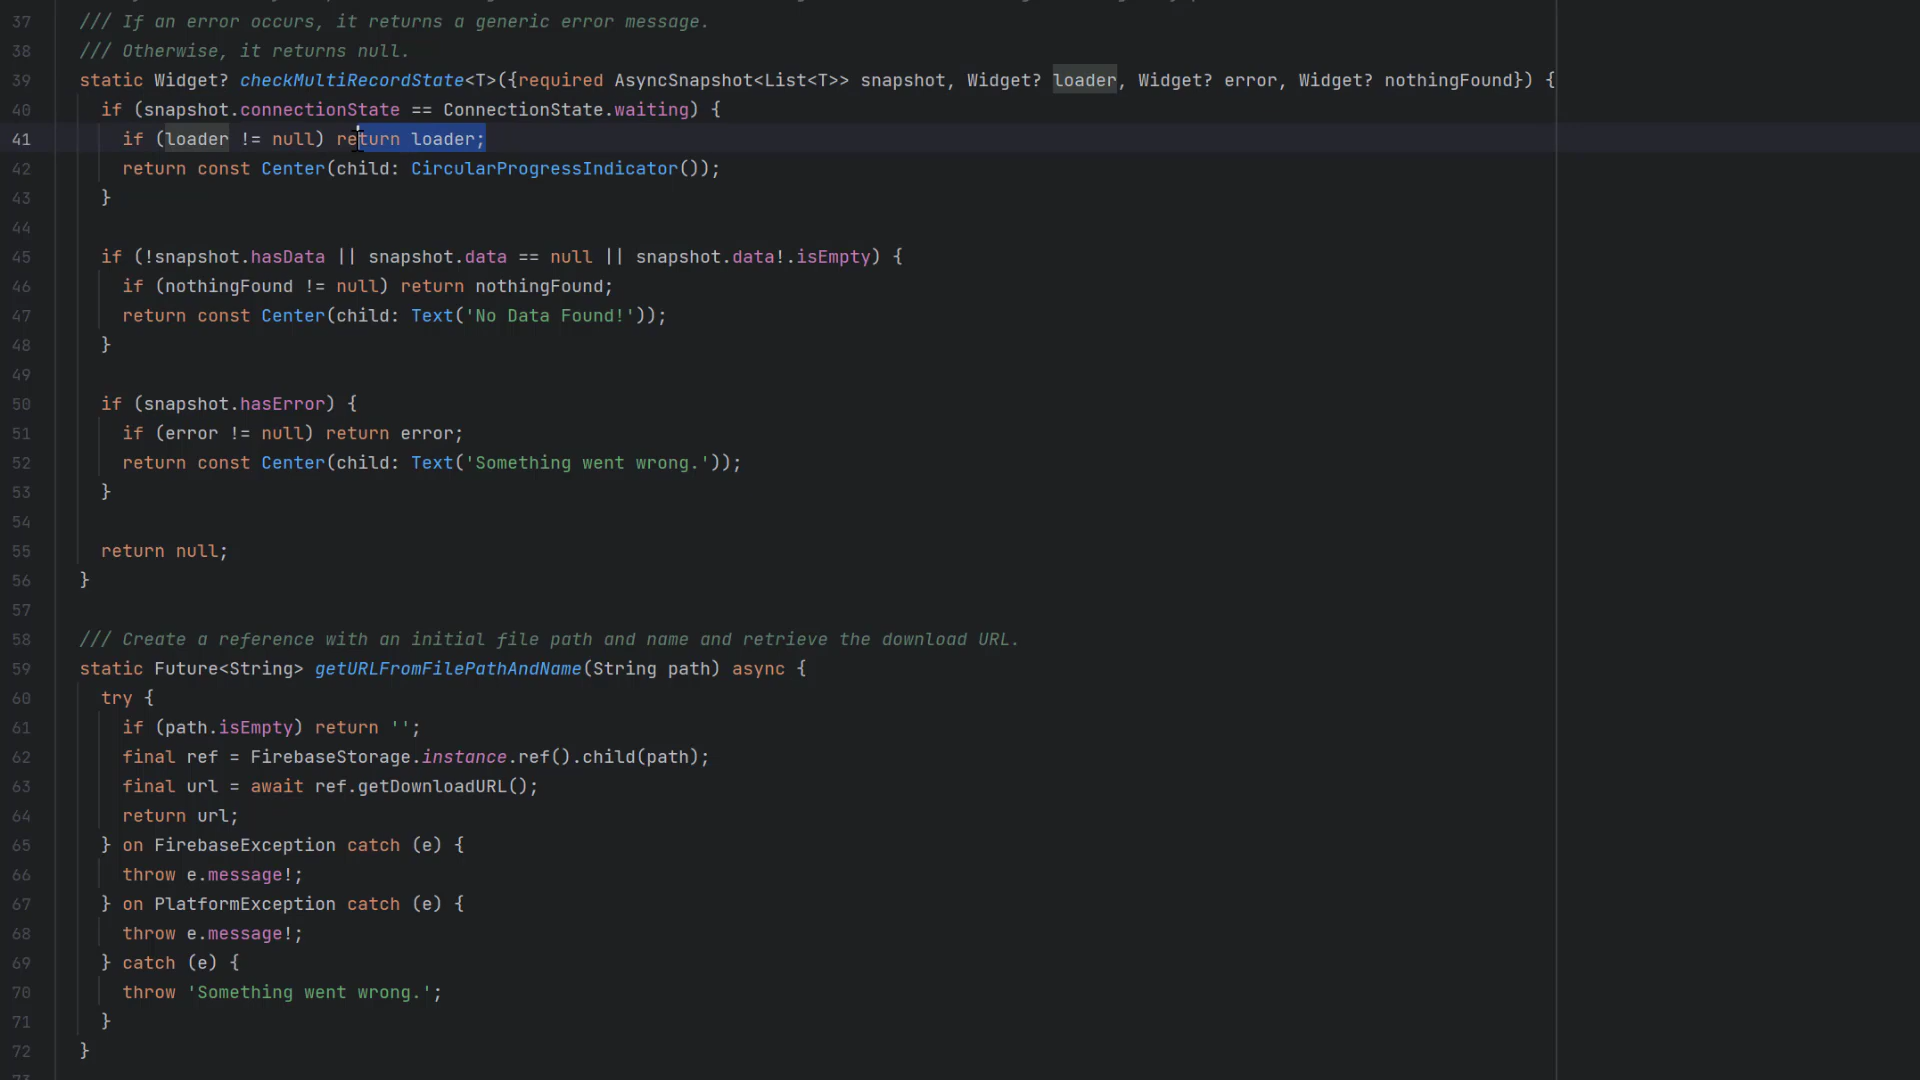 37 /// If an error occurs, it returns a generic error message.
38 /// Otherwise, it returns null.
39 static Widget? checkMultiRecordState<T>({required AsyncSnapshot<List<T>> snapshot, Widget? loader, Widget? error, Widget? nothingFound}) {
40 if (snapshot.connectionState == ConnectionState.waiting) {
41 if (loader != null) return loader;
42 return const Center(child: CircularProgressIndicator());
43 }
44
45 if (!snapshot.hasData || snapshot.data == null || snapshot.data!.isEmpty) {
46 if (nothingFound != null) return nothingFound;
47 return const Center(child: Text('No Data Found!'));
48 }
49
50 if (snapshot.hasError) {
51 if (error != null) return error;
52 return const Center(child: Text('Something went wrong.'));
53 }
54
55 return null;
56 }
57
58 /// Create a reference with an initial file path and name and retrieve the download URL.
59 static Future<String> getURLFromFilePathAndName(String path) async {
60 try {
61 if (path.isEmpty) return '';
62 final ref = FirebaseStorage.instance.ref().child(path);
63 final url = await ref.getDownloadURL();
64 return url;
65 } on FirebaseException catch (e) {
66 throw e.message!;
67 } on PlatformException catch (e) {
68 throw e.message!;
69 } catch (e) {
70 throw 'Something went wrong.';
71 }
72 }